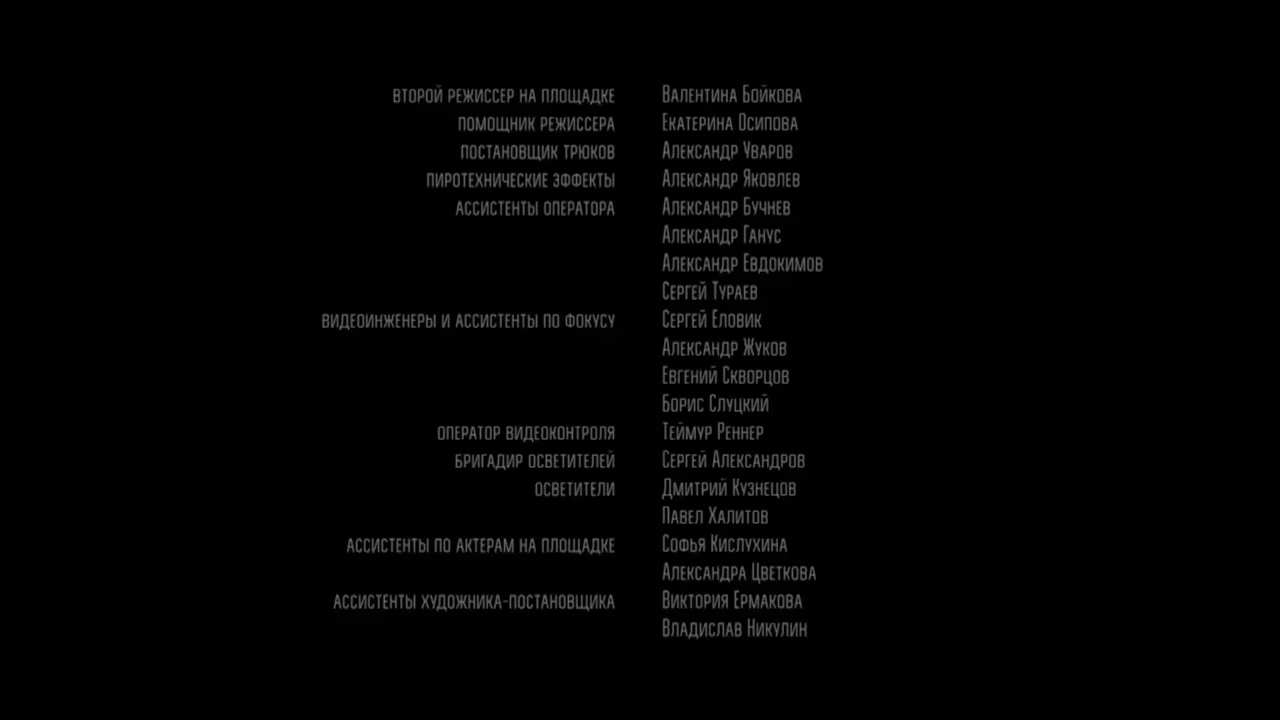 ВТОРОЙ РЕЖИССЕР НА ПЛОЩАДКЕ Валентина Бойкова
ПОМОЩНИК РЕЖИССЕРА Екатерина Осипова
ПОСТАНОВЩИК ТРЮКОВ Александр Уваров
ПИРОТЕХНИЧЕСКИЕ ЭФФЕКТЫ Александр Яковлев
АССИСТЕНТЫ ОПЕРАТОРА Александр Бучнев
Александр Ганус
Александр Евдокимов
Сергей Тураев
ВИДЕОИНЖЕНЕРЫ И АССИСТЕНТЫ ПО ФОКУСУ Сергей Еловик
Александр Жуков
Евгений Скворцов
Борис Слуцкий
ОПЕРАТОР ВИДЕОКОНТРОЛЯ Теймур Реннер
БРИГАДИР ОСВЕТИТЕЛЕЙ Сергей Александров
ОСВЕТИТЕЛИ Дмитрий Кузнецов
Павел Халитов
АССИСТЕНТЫ ПО АКТЕРАМ НА ПЛОЩАДКЕ Софья Кислухина
Александра Цветкова
АССИСТЕНТЫ ХУДОЖНИКА-ПОСТАНОВЩИКА Виктория Ермакова
Владислав Никулин